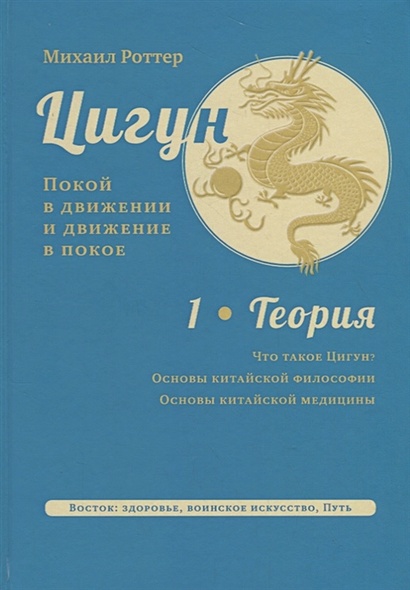 Михаил Роттер
Цигун
Покой
в движении
и движение
в покое
1 • Теория
Что такое Цигун?
Основы китайской философии
Основы китайской медицины
Восток: здоровье, воинское искусство, Путь